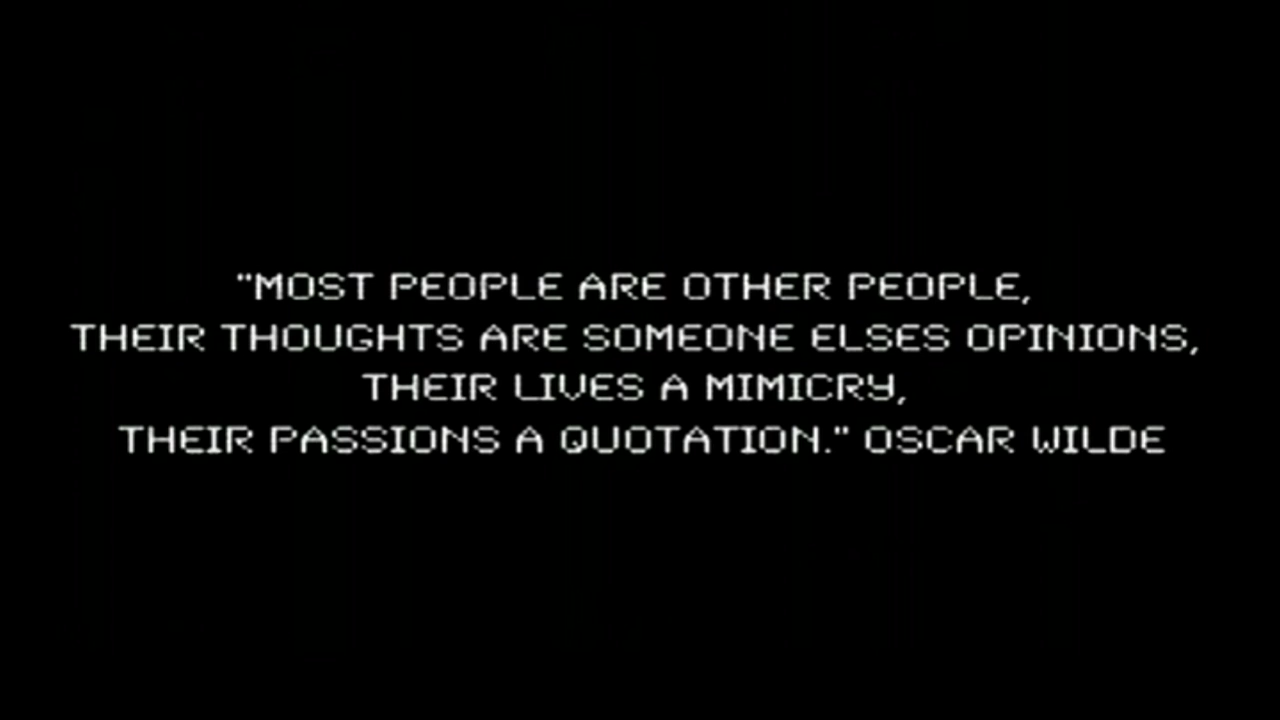 "MOST PEOPLE ARE OTHER PEOPLE,
THEIR THOUGHTS ARE SOMEONE ELSES OPINIONS,
THEIR LIVES A MIMICRY,
THEIR PASSIONS A QUOTATION." OSCAR WILDE